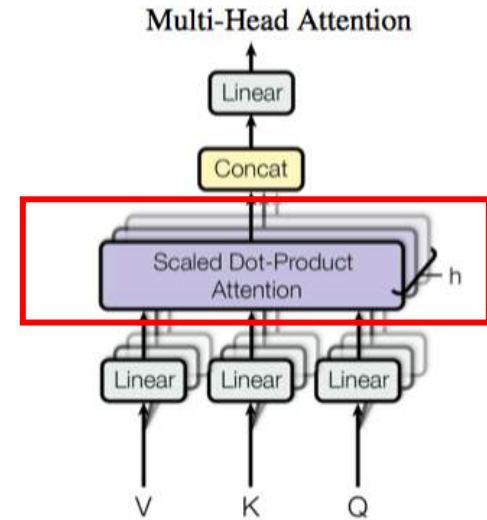 Multi-Head Attention
Linear
Concat
Scaled Dot-Product
Attention
h
Linear Linear Linear
V K Q